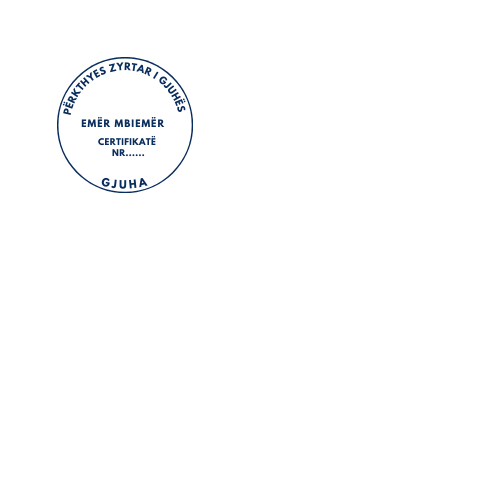 PËRKTHYES ZYRTAR I GJUHËS
EMËR MBIEMËR
CERTIFIKATË
NR......
GJUHA